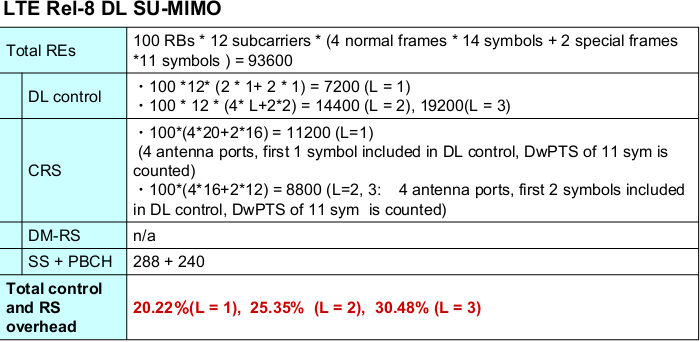 LTE Rel-8 DL SU-MIMO
Total REs
100 RBs * 12 subcarriers * (4 normal frames * 14 symbols + 2 special frames
*11 symbols ) = 93600
DL control
・100 *12* (2 * 1+ 2 * 1) = 7200 (L = 1)
・100 * 12 * (4* L+2*2) = 14400 (L = 2), 19200(L = 3)
CRS
・100*(4*20+2*16) = 11200 (L=1)
(4 antenna ports, first 1 symbol included in DL control, DwPTS of 11 sym is
counted)
・100*(4*16+2*12) = 8800 (L=2, 3: 4 antenna ports, first 2 symbols included
in DL control, DwPTS of 11 sym is counted)
DM-RS
n/a
SS + PBCH
288 + 240
Total control
and RS
overhead
20.22%(L = 1), 25.35% (L = 2), 30.48% (L = 3)